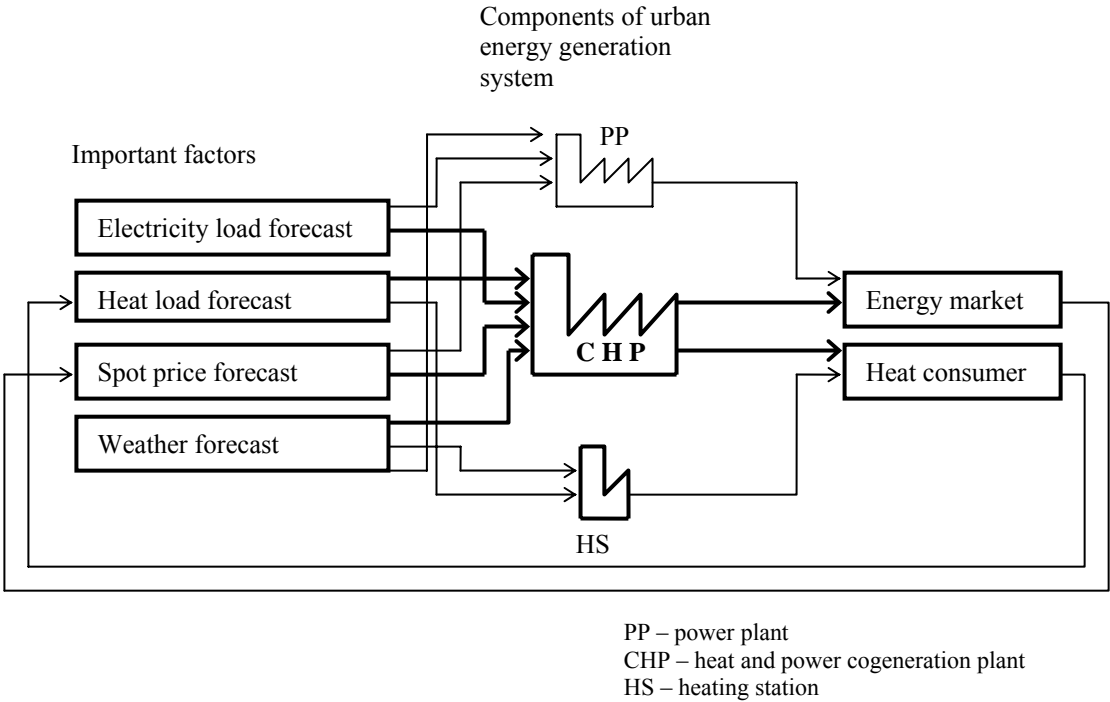 Components of urban
energy generation
system
PP
Important factors
Electricity load forecast
Heat load forecast
Energy market
C H P
Spot price forecast
Heat consumer
Weather forecast
HS
PP – power plant
CHP – heat and power cogeneration plant
HS – heating station